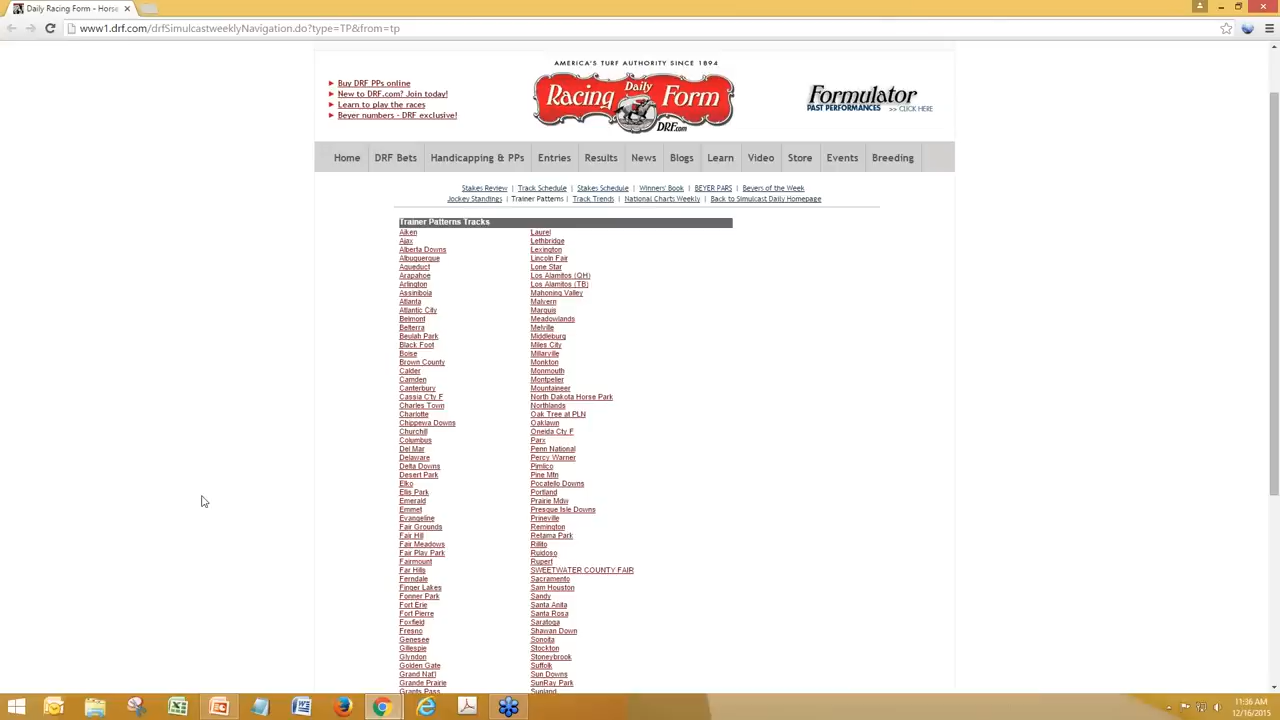 Daily Racing Form - Horse
www1.drf.com/drfSimulcastweeklyNavigation.do?type=TP&from=tp
Buy DRF PPs online
New to DRF.com? Join today!
Learn to play the races
Beyer numbers - DRF exclusive!
AMERICA'S TURF AUTHORITY SINCE 1894
Racing Daily Form
DRF.com
Formulator
PAST PERFORMANCES >> CLICK HERE
Home DRF Bets Handicapping & PPs Entries Results News Blogs Learn Video Store Events Breeding
Stakes Review | Track Schedule | Stakes Schedule | Winners' Book | BEYER PARS | Beyers of the Week
Jockey Standings | Trainer Patterns | Track Trends | National Charts Weekly | Back to Simulcast Daily Homepage
Trainer Patterns Tracks
Aiken Laurel
Ajax Lethbridge
Alberta Downs Lexington
Albuquerque Lincoln Fair
Aqueduct Lone Star
Arapahoe Los Alamitos (QH)
Arlington Los Alamitos (TB)
Assiniboia Mahoning Valley
Atlanta Malvern
Atlantic City Marquis
Belmont Meadowlands
Belterra Melville
Beulah Park Middleburg
Black Foot Miles City
Boise Millarville
Brown County Monkton
Calder Monmouth
Camden Montpelier
Canterbury Mountaineer
Cassia C'ty F North Dakota Horse Park
Charles Town Northlands
Charlotte Oak Tree at PLN
Chippewa Downs Oaklawn
Churchill Oneida Cty F
Columbus Parx
Del Mar Penn National
Delaware Percy Warner
Delta Downs Pimlico
Desert Park Pine Mtn
Elko Pocatello Downs
Ellis Park Portland
Emerald Prairie Mdw
Emmet Presque Isle Downs
Evangeline Prineville
Fair Grounds Remington
Fair Hill Retama Park
Fair Meadows Rillito
Fair Play Park Ruidoso
Fairmount Rupert
Far Hills SWEETWATER COUNTY FAIR
Ferndale Sacramento
Finger Lakes Sam Houston
Fonner Park Sandy
Fort Erie Santa Anita
Fort Pierre Santa Rosa
Foxfield Saratoga
Fresno Shawan Down
Genesee Sonoita
Gillespie Stockton
Glyndon Stoneybrook
Golden Gate Suffolk
Grand Nat'l Sun Downs
Grande Prairie SunRay Park
Grants Pass Sunland
11:36 AM
12/16/2015